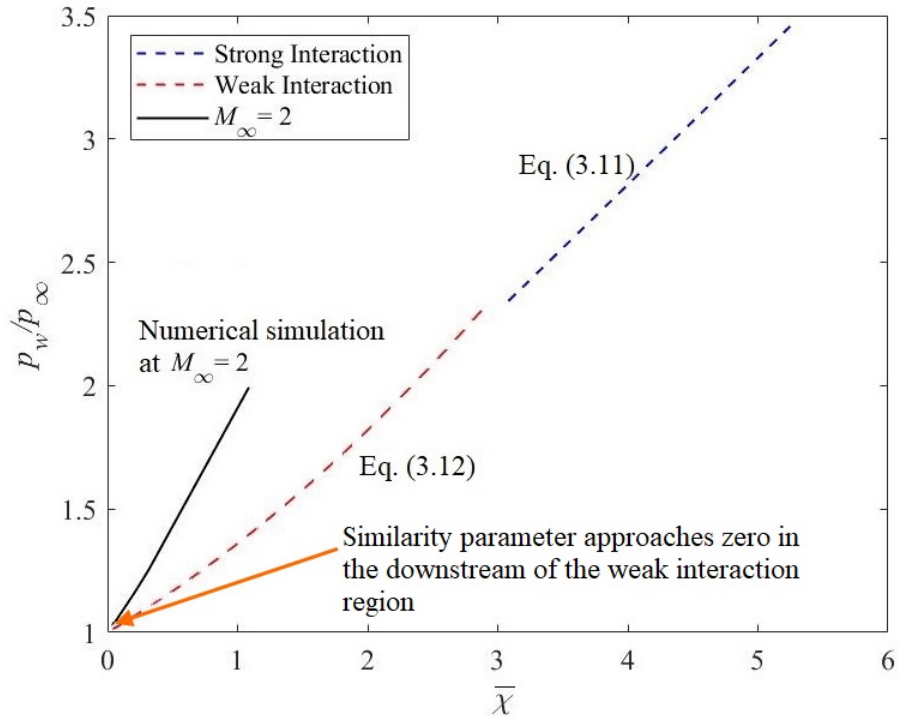 3.5
Strong Interaction
Weak Interaction
M∞ = 2
3
Eq. (3.11)
2.5
p_w/p_∞
Numerical simulation
at M∞ = 2
2
Eq. (3.12)
1.5
Similarity parameter approaches zero in
the downstream of the weak interaction
region
1
0 1 2 3 4 5 6
χ̅